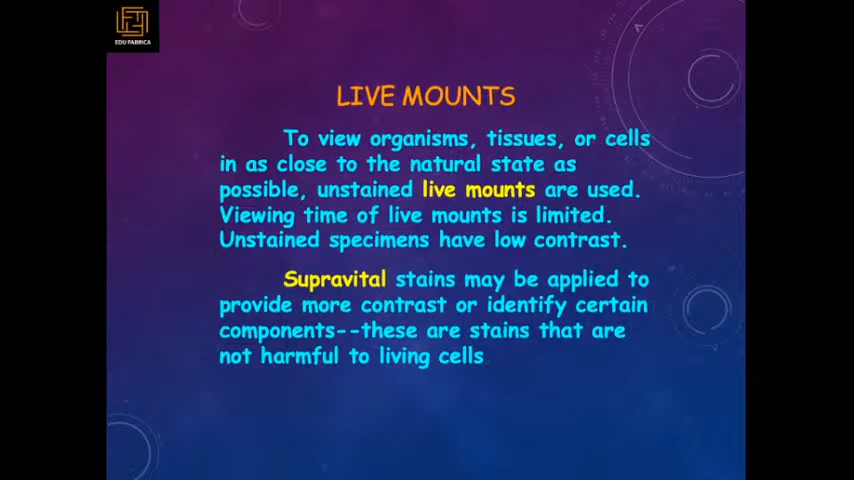 EDU FABRICA
LIVE MOUNTS
To view organisms, tissues, or cells
in as close to the natural state as
possible, unstained live mounts are used.
Viewing time of live mounts is limited.
Unstained specimens have low contrast.
Supravital stains may be applied to
provide more contrast or identify certain
components--these are stains that are
not harmful to living cells